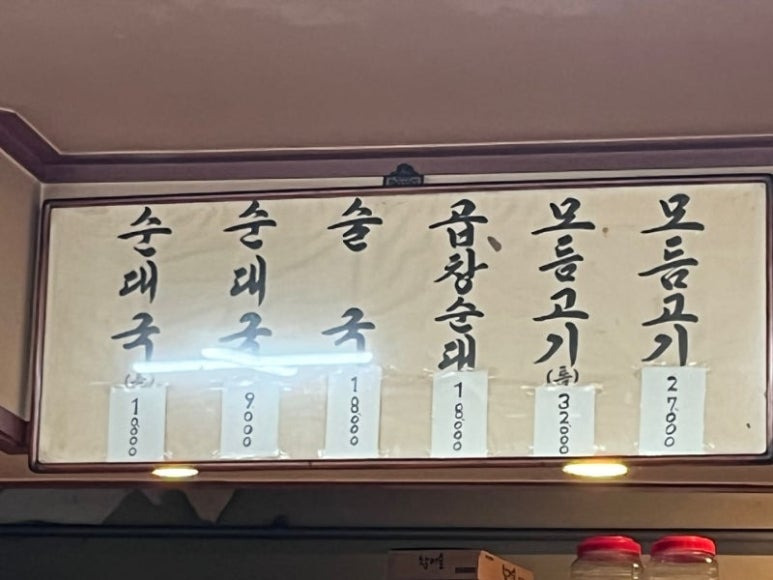 모듬고기 27000
모듬고기(특) 32000
곱창순대 18000
술국 18000
순대국 9000
순대국(특) 10000